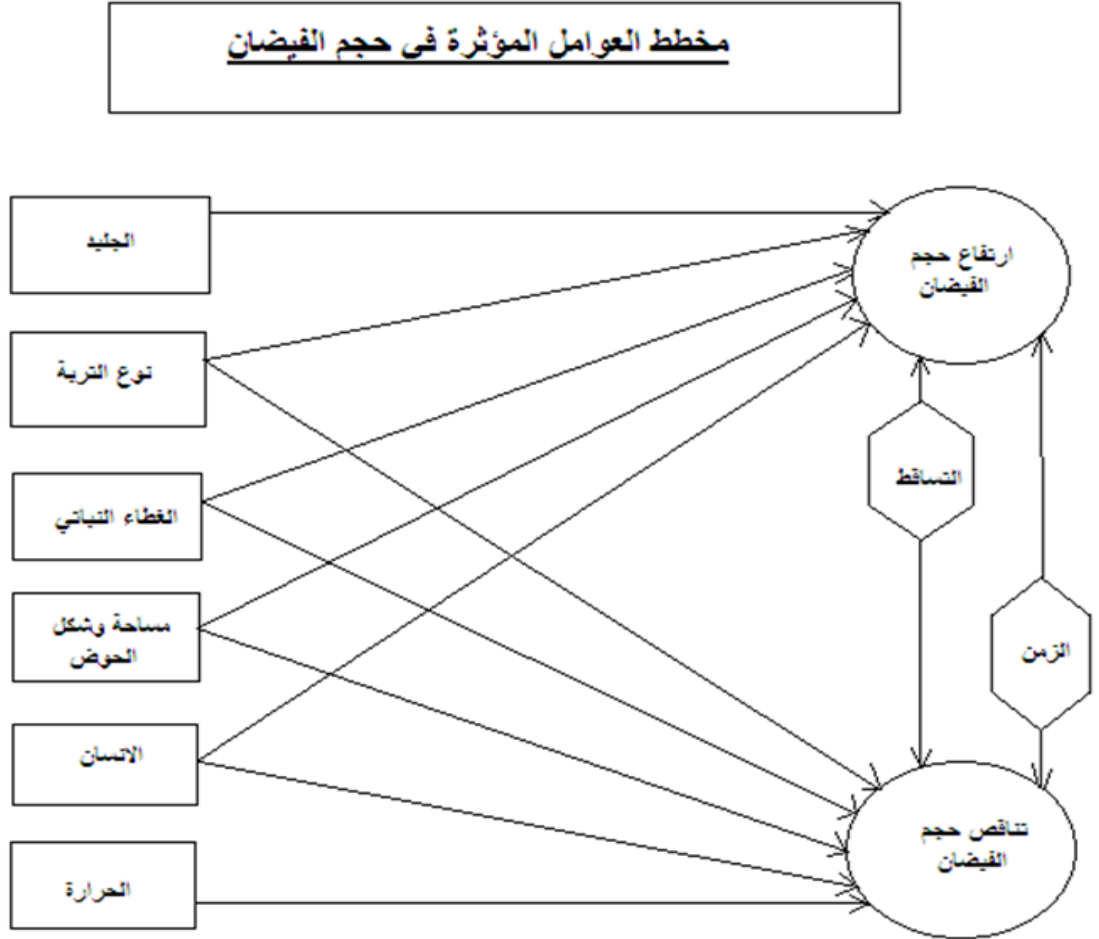 مخطط العوامل المؤثرة في حجم الفيضان
الجليد
ارتفاع حجم
الفيضان
نوع التربة
الغطاء النباتي
التساقط
مساحة وشكل
الحوض
الزمن
الانسان
الحرارة
تناقص حجم
الفيضان